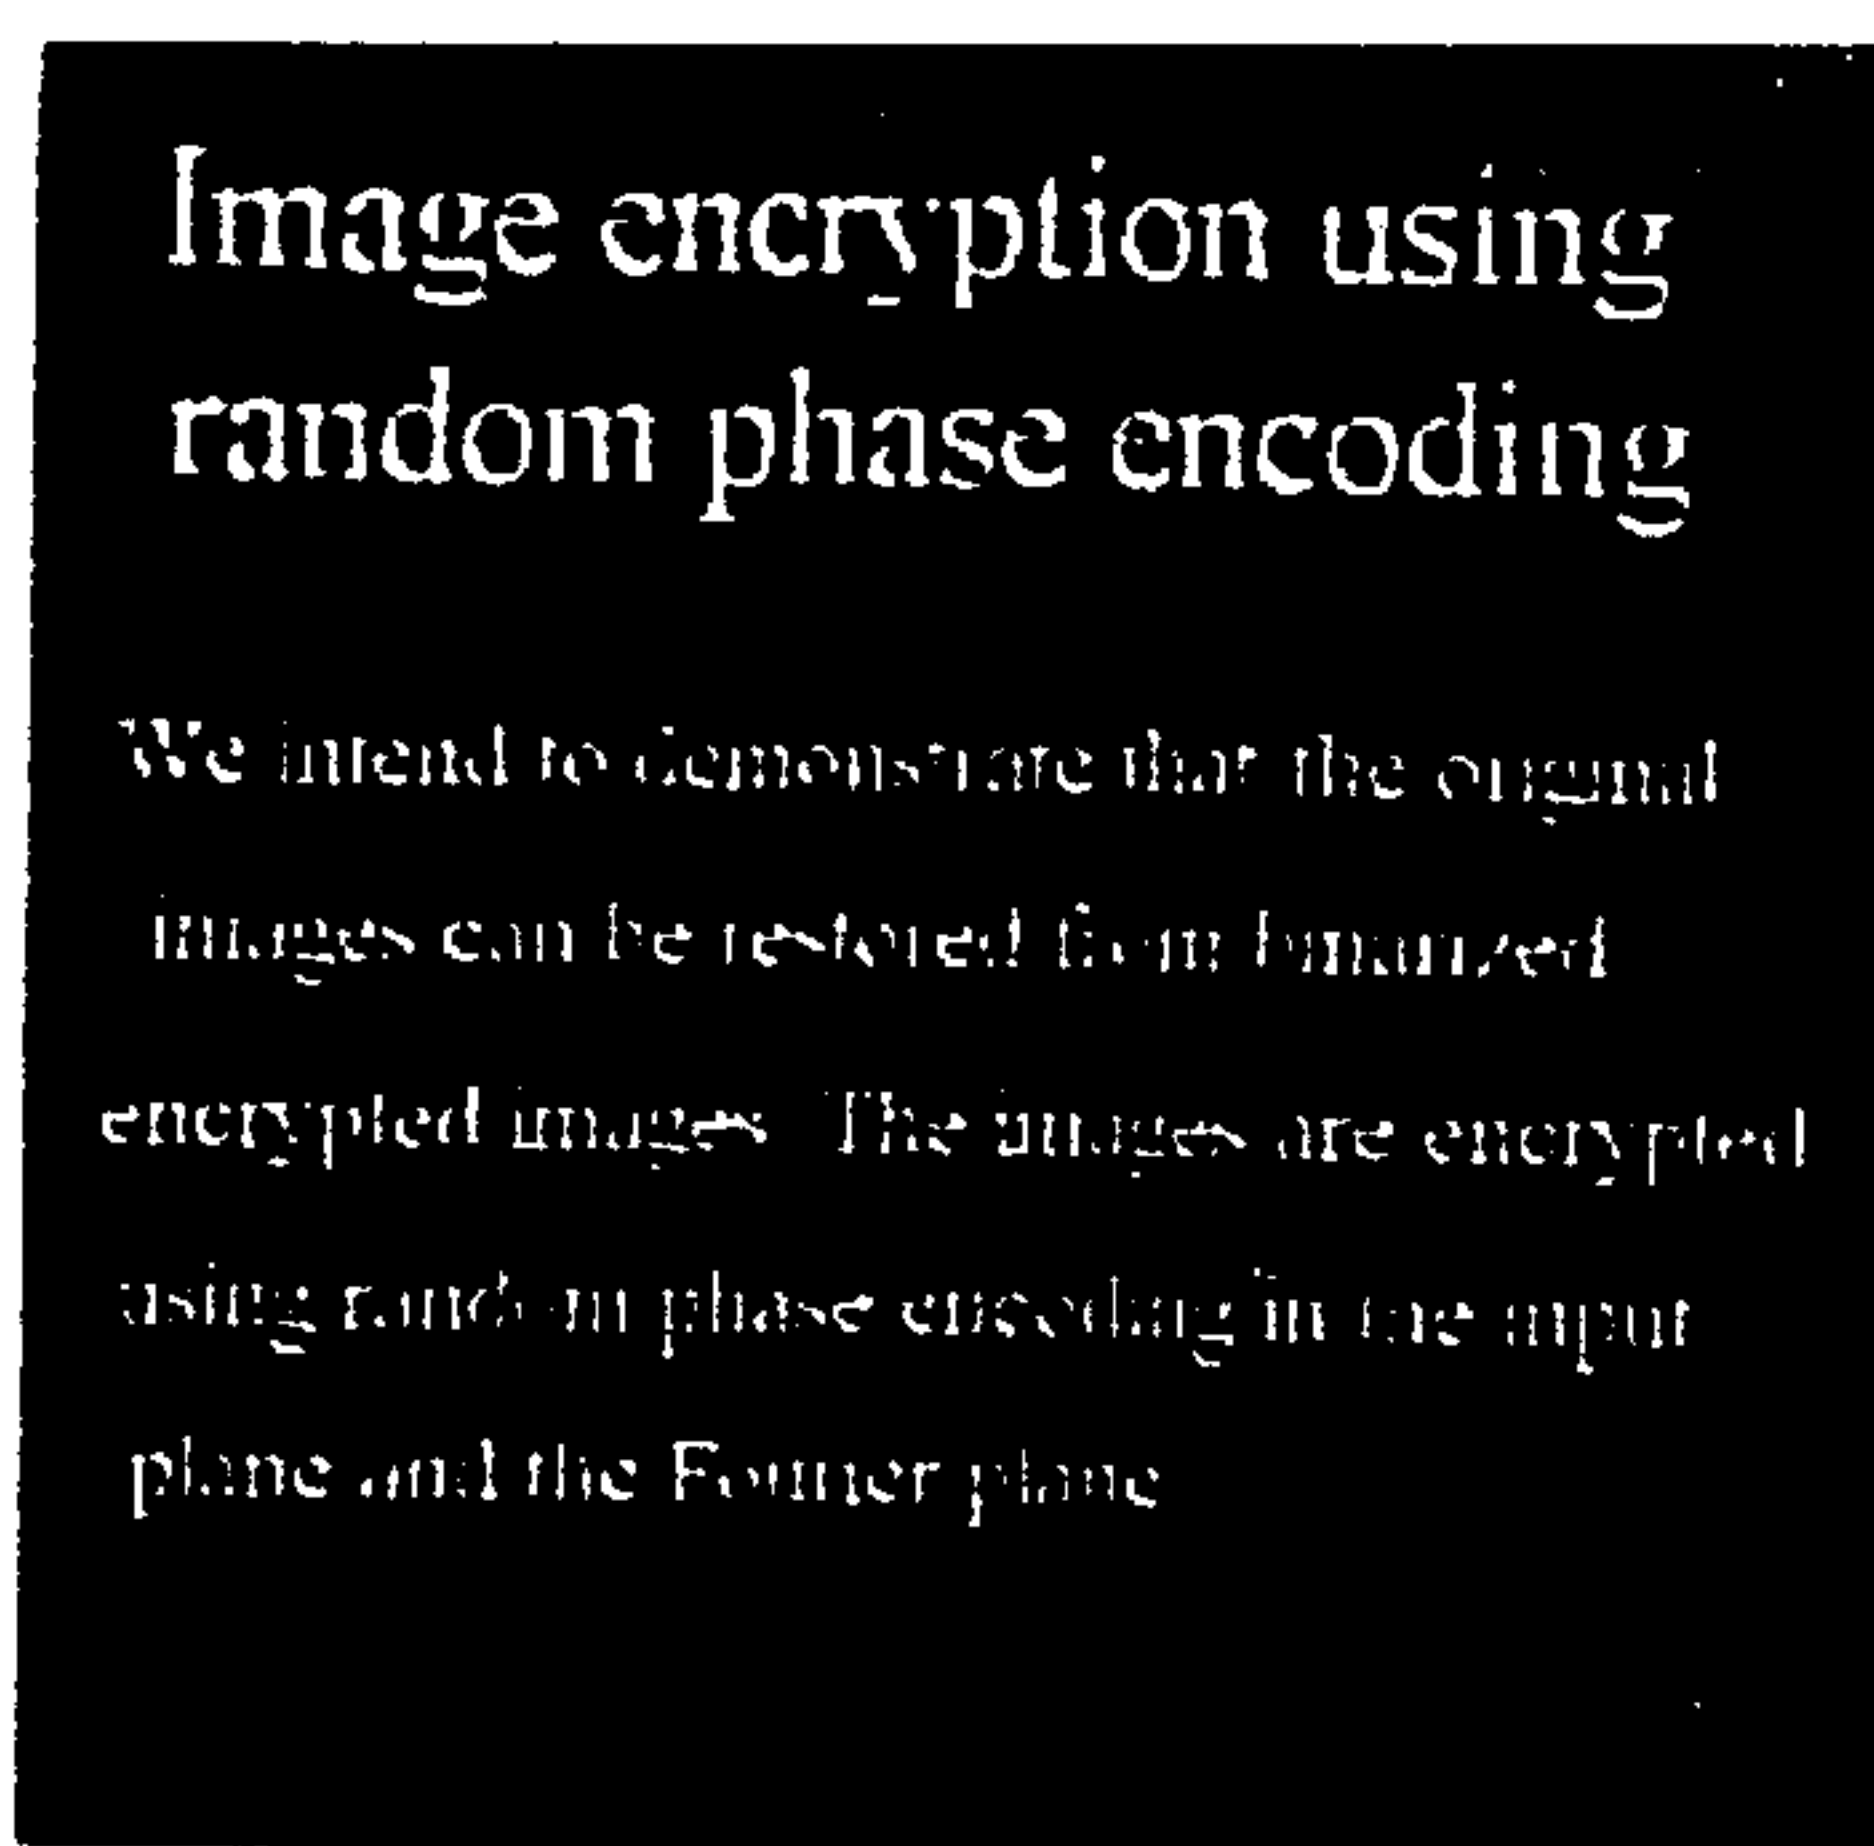 Image encryption using
random phase encoding
We intend to demonstrate that the original
images can be restored from binarized
encrypted images The images are encrypted
using random phase encoding in the input
plane and the Fourier plane